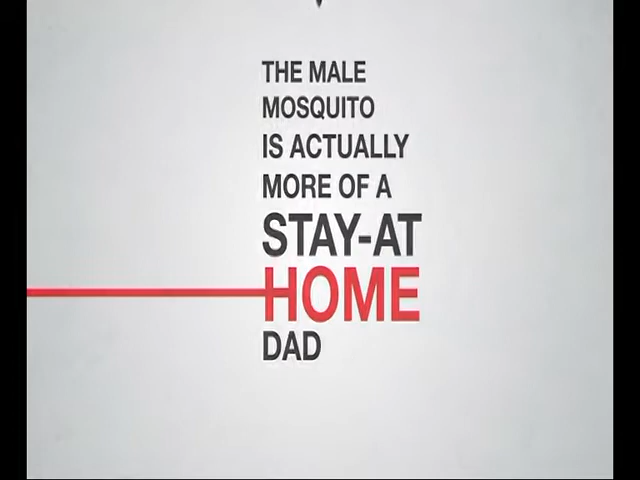 THE MALE
MOSQUITO
IS ACTUALLY
MORE OF A
STAY-AT
HOME
DAD